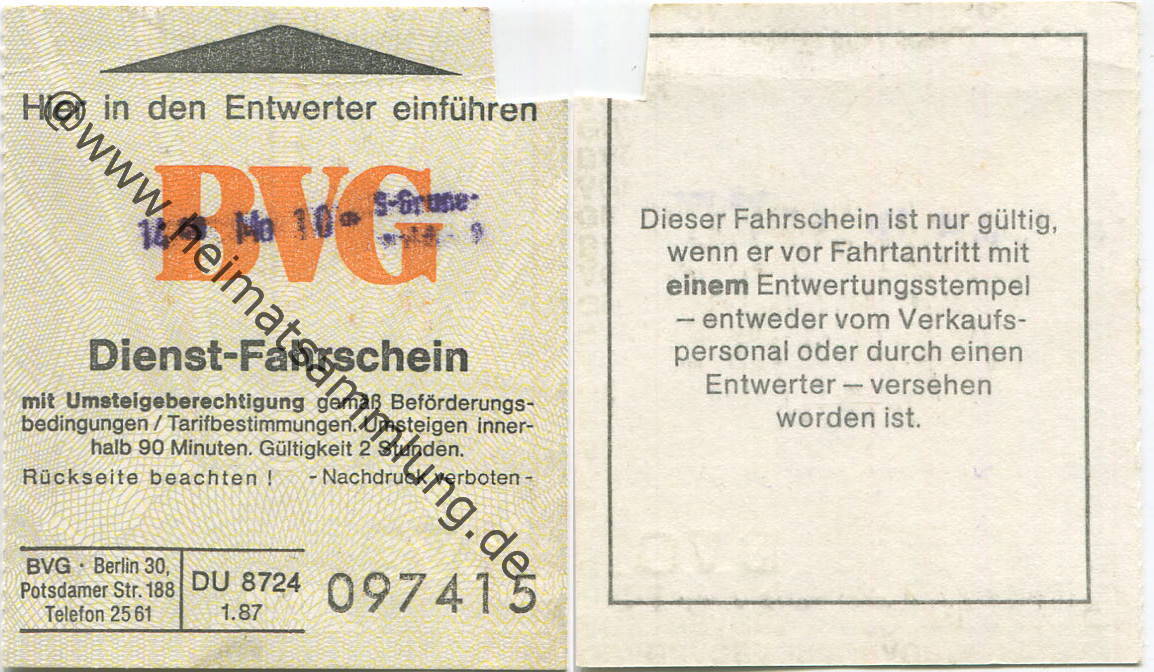 Hier in den Entwerter einführen
BVG
Mo 10
S-Grune-
Dienst-Fahrschein
mit Umsteigeberechtigung gemäß Beförderungs-
bedingungen / Tarifbestimmungen. Umsteigen inner-
halb 90 Minuten. Gültigkeit 2 Stunden.
Rückseite beachten ! - Nachdruck verboten -
BVG · Berlin 30,
Potsdamer Str. 188
Telefon 25 61
DU 8724
1.87
097415
@www.heimatsammlung.de
Dieser Fahrschein ist nur gültig,
wenn er vor Fahrtantritt mit
einem Entwertungsstempel
– entweder vom Verkaufs-
personal oder durch einen
Entwerter – versehen
worden ist.